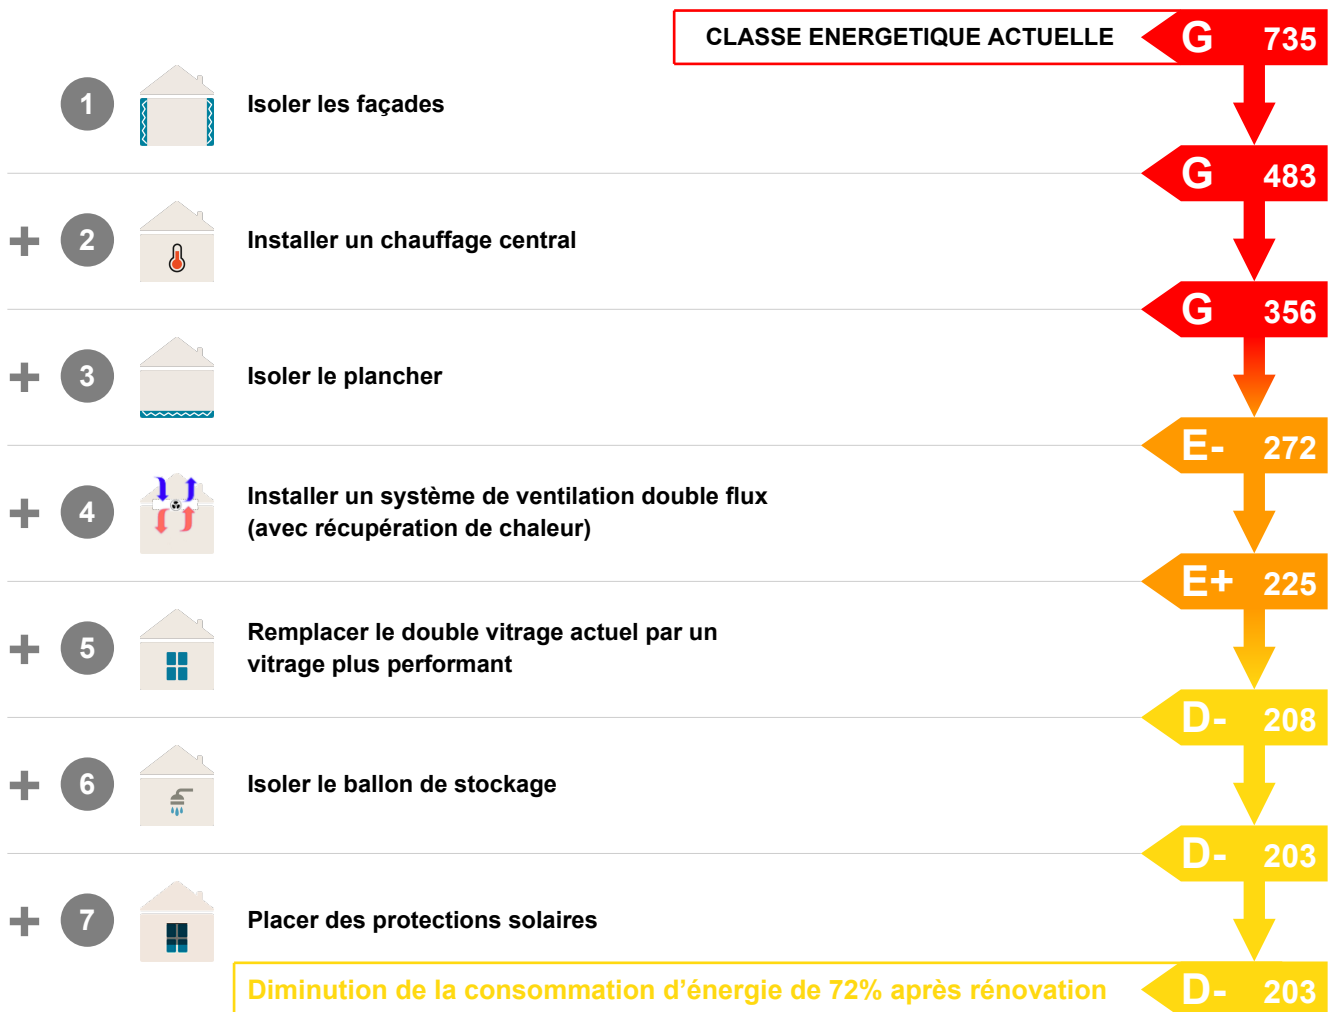 CLASSE ENERGETIQUE ACTUELLE G 735
1 Isoler les façades
G 483
+ 2 Installer un chauffage central
G 356
+ 3 Isoler le plancher
E- 272
+ 4 Installer un système de ventilation double flux
(avec récupération de chaleur)
E+ 225
+ 5 Remplacer le double vitrage actuel par un
vitrage plus performant
D- 208
+ 6 Isoler le ballon de stockage
D- 203
+ 7 Placer des protections solaires
Diminution de la consommation d’énergie de 72% après rénovation D- 203